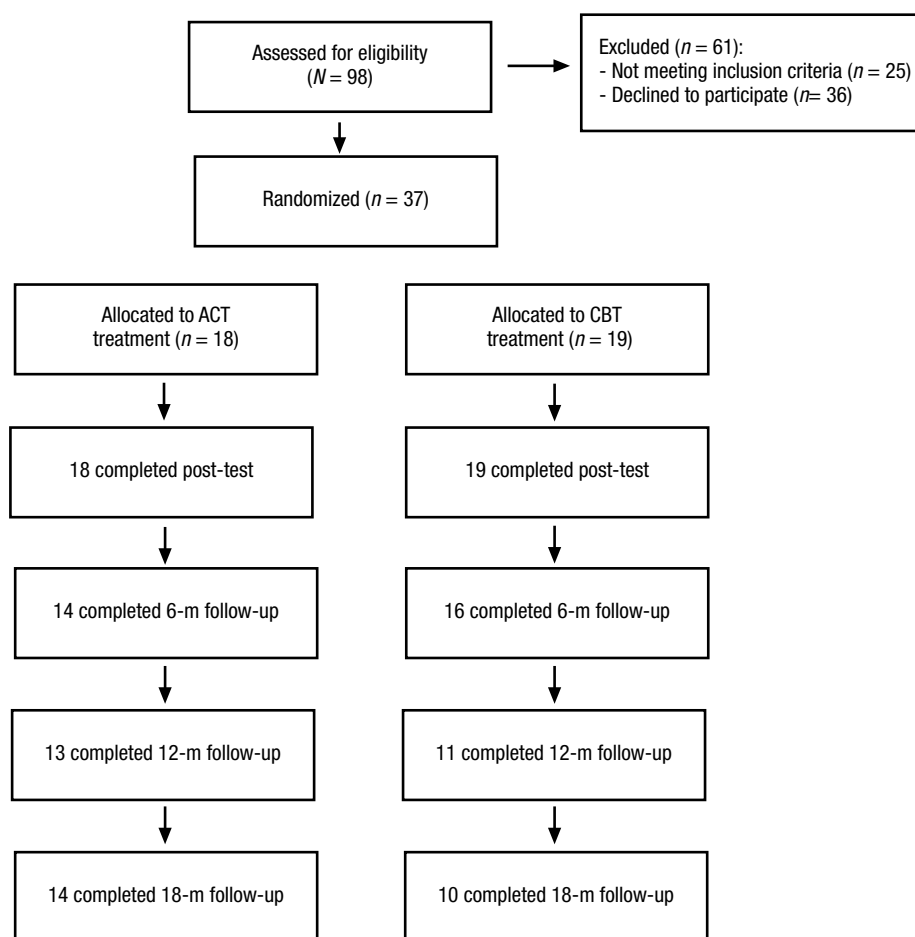 Assessed for eligibility
(N = 98)
Excluded (n = 61):
- Not meeting inclusion criteria (n = 25)
- Declined to participate (n= 36)
Randomized (n = 37)
Allocated to ACT
treatment (n = 18)
Allocated to CBT
treatment (n = 19)
18 completed post-test
19 completed post-test
14 completed 6-m follow-up
16 completed 6-m follow-up
13 completed 12-m follow-up
11 completed 12-m follow-up
14 completed 18-m follow-up
10 completed 18-m follow-up